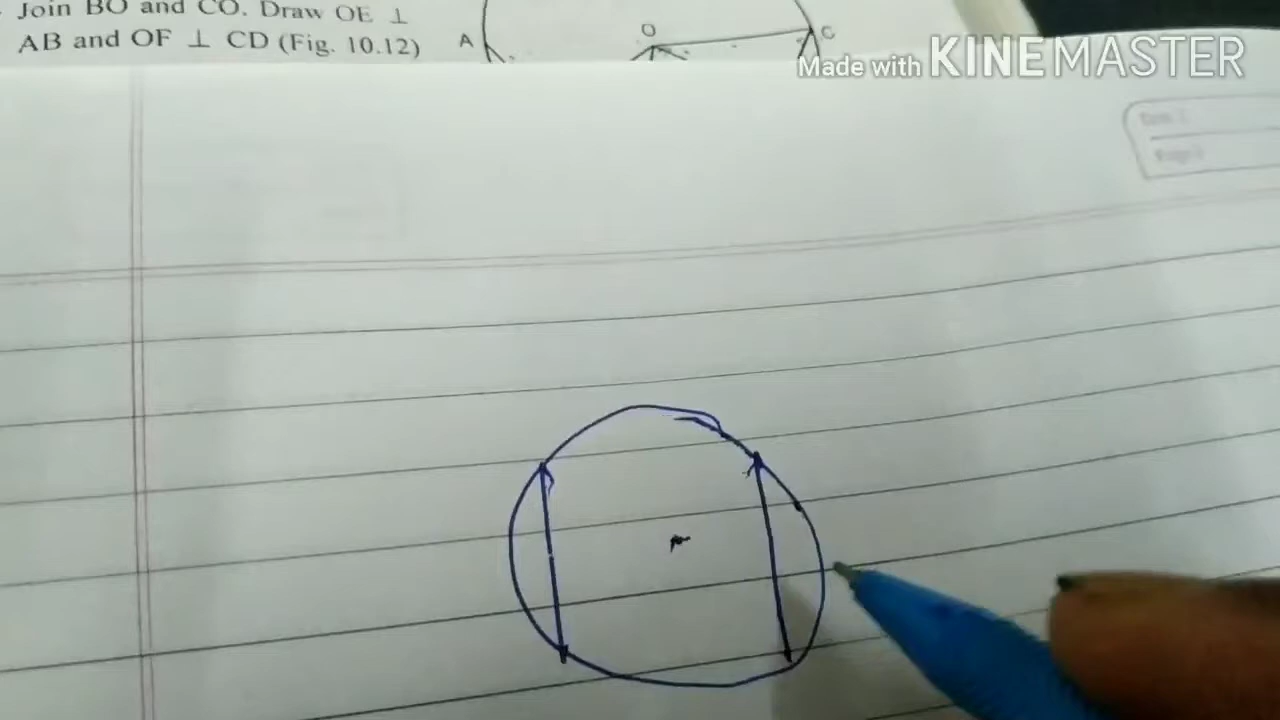 Join BO and CO. Draw OE ⊥
AB and OF ⊥ CD (Fig. 10.12)
A
O
C
Made with KINEMASTER